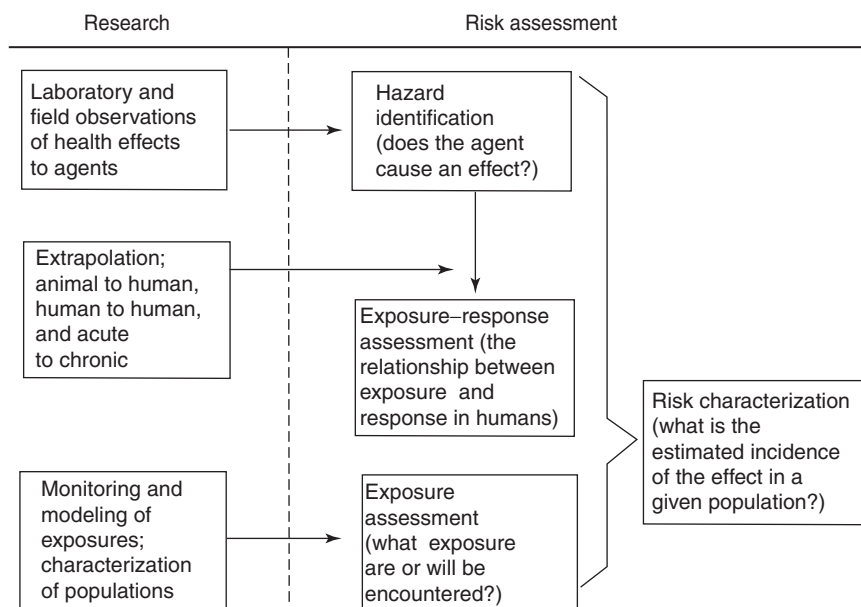 Research
Risk assessment
Laboratory and
field observations
of health effects
to agents
Hazard
identification
(does the agent
cause an effect?)
Extrapolation;
animal to human,
human to human,
and acute
to chronic
Exposure–response
assessment (the
relationship between
exposure and
response in humans)
Monitoring and
modeling of
exposures;
characterization
of populations
Exposure
assessment
(what exposure
are or will be
encountered?)
Risk characterization
(what is the
estimated incidence
of the effect in a
given population?)